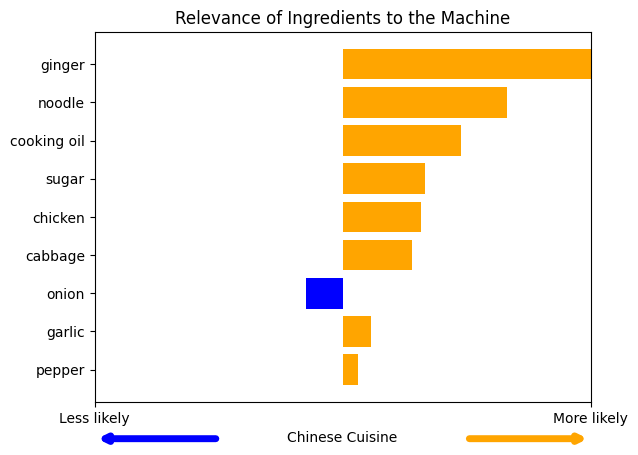 Relevance of Ingredients to the Machine
ginger
noodle
cooking oil
sugar
chicken
cabbage
onion
garlic
pepper
Less likely More likely
Chinese Cuisine